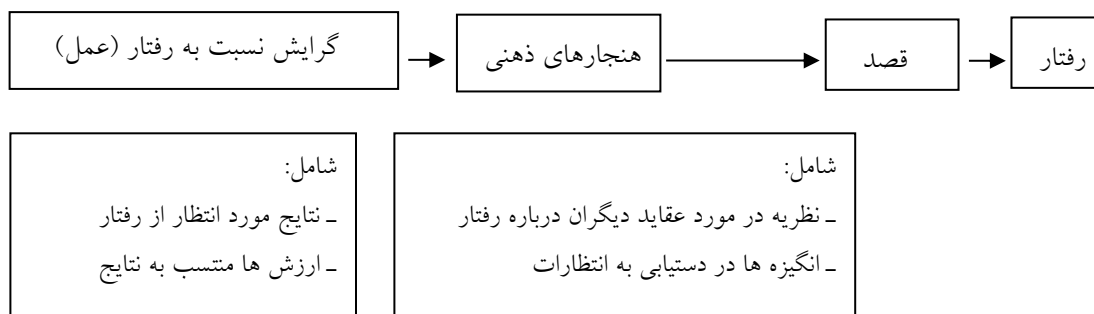 گرایش نسبت به رفتار (عمل)
هنجارهای ذهنی
قصد
رفتار
شامل:
ـ نتایج مورد انتظار از رفتار
ـ ارزش ها منتسب به نتایج
شامل:
ـ نظریه در مورد عقاید دیگران درباره رفتار
ـ انگیزه ها در دستیابی به انتظارات